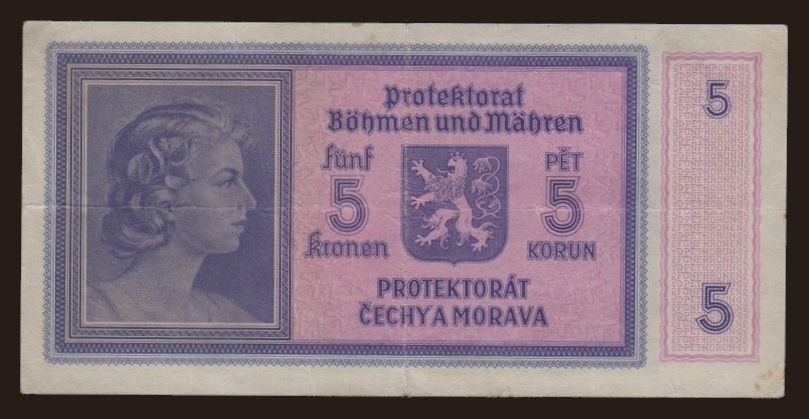 Protektorat
Böhmen und Mähren
fünf
5
Kronen
PĚT
5
KORUN
PROTEKTORÁT
ČECHY A MORAVA
5
5